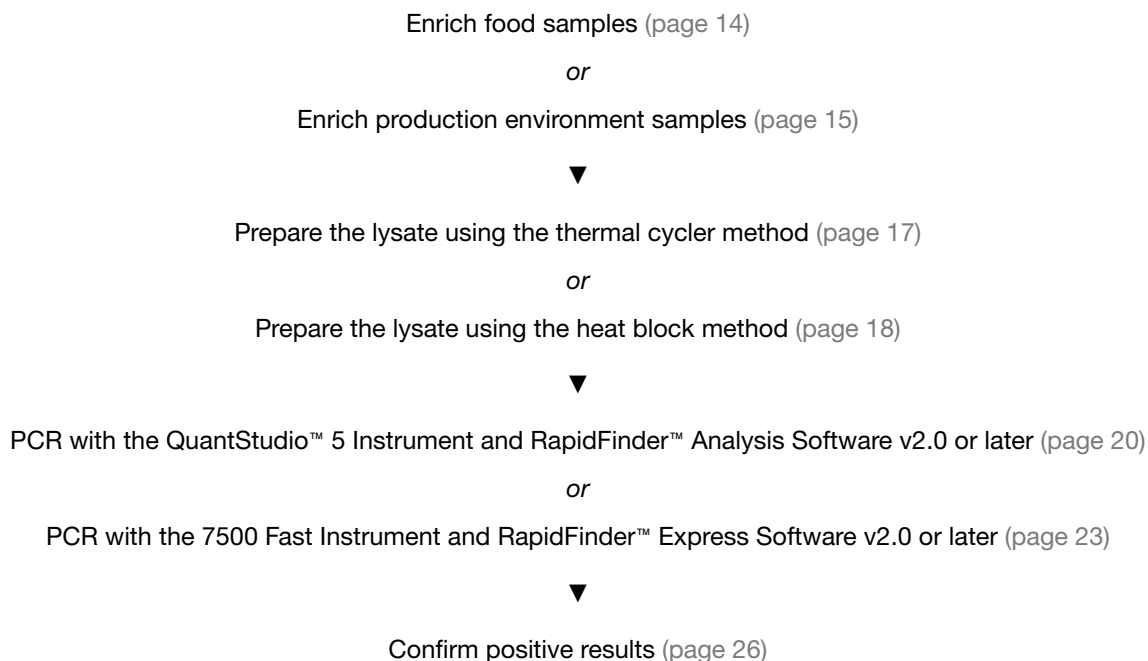 Enrich food samples (page 14)
or
Enrich production environment samples (page 15)
▼
Prepare the lysate using the thermal cycler method (page 17)
or
Prepare the lysate using the heat block method (page 18)
▼
PCR with the QuantStudio™ 5 Instrument and RapidFinder™ Analysis Software v2.0 or later (page 20)
or
PCR with the 7500 Fast Instrument and RapidFinder™ Express Software v2.0 or later (page 23)
▼
Confirm positive results (page 26)